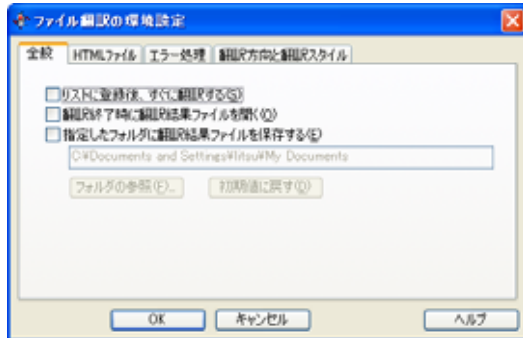 ファイル翻訳の環境設定
全般 HTMLファイル エラー処理 翻訳方向と翻訳スタイル
リストに登録後、すぐに翻訳する(S)
翻訳終了時に翻訳結果ファイルを開く(O)
指定したフォルダに翻訳結果ファイルを保存する(E)
C:¥Documents and Settings¥litsu¥My Documents
フォルダの参照(F)... 初期値に戻す(D)
OK キャンセル ヘルプ